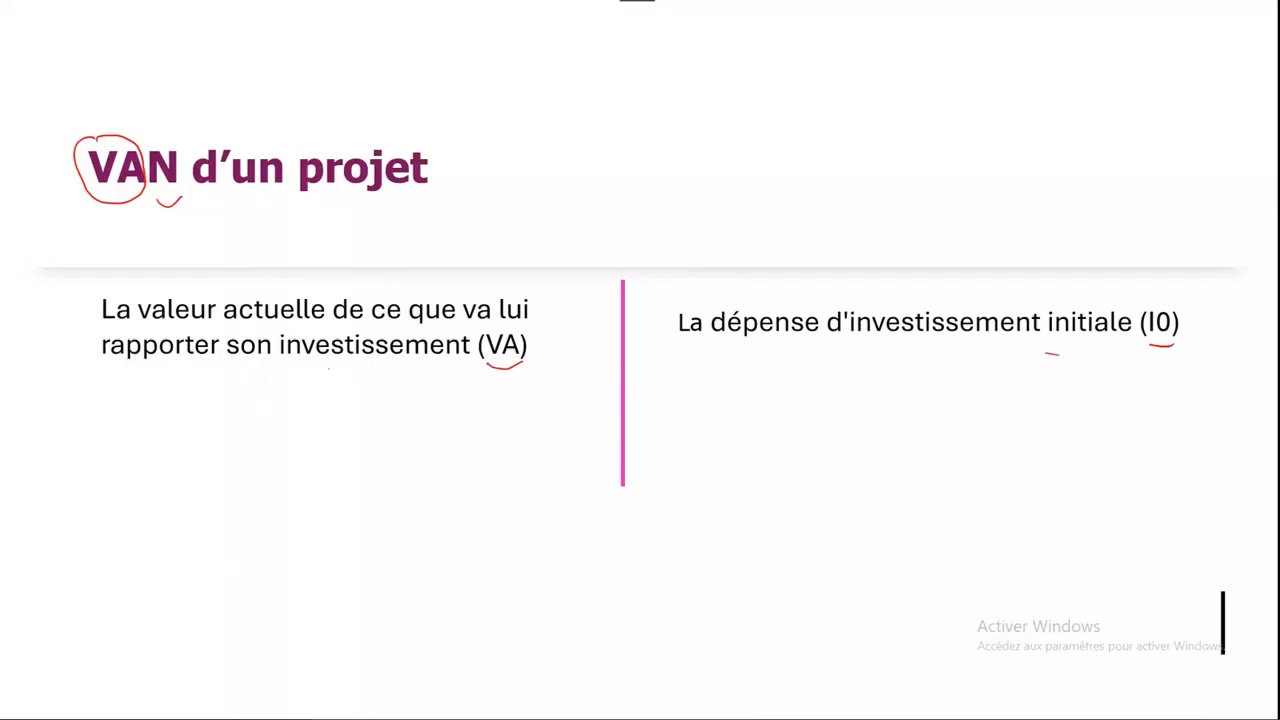 VAN d’un projet
La valeur actuelle de ce que va lui
rapporter son investissement (VA)
La dépense d'investissement initiale (I0)
Activer Windows
Accédez aux paramètres pour activer Windows.